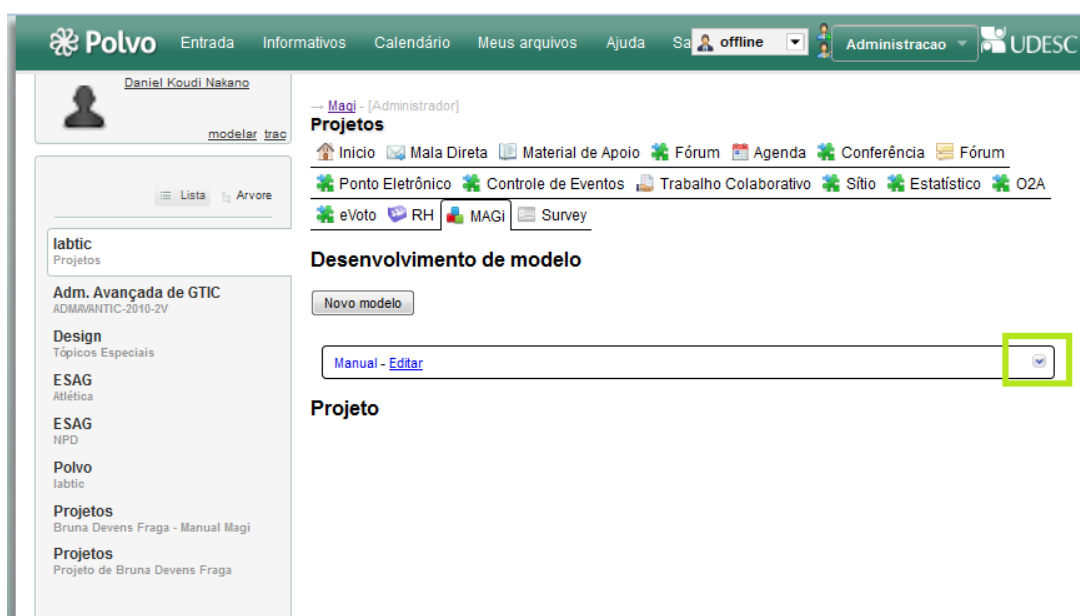 Polvo Entrada Informativos Calendário Meus arquivos Ajuda Sa offline Administracao UDESC
Daniel Koudi Nakano
modelar trac
Lista Arvore
labtic
Projetos
Adm. Avançada de GTIC
ADMAVANTIC-2010-2V
Design
Tópicos Especiais
ESAG
Atlética
ESAG
NPD
Polvo
labtic
Projetos
Bruna Devens Fraga - Manual Magi
Projetos
Projeto de Bruna Devens Fraga
→ Magi - [Administrador]
Projetos
Inicio Mala Direta Material de Apoio Fórum Agenda Conferência Fórum
Ponto Eletrônico Controle de Eventos Trabalho Colaborativo Sítio Estatístico O2A
eVoto RH MAGi Survey
Desenvolvimento de modelo
Novo modelo
Manual - Editar
Projeto